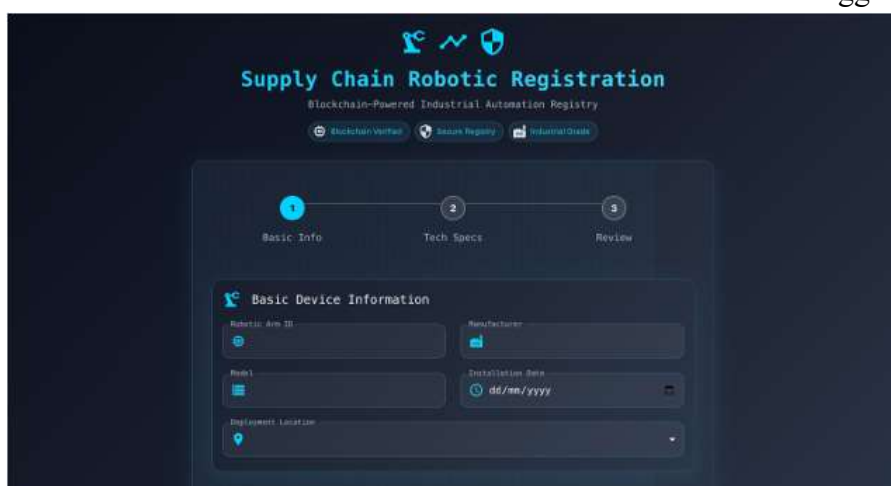 gg
Supply Chain Robotic Registration
Blockchain-Powered Industrial Automation Registry
Blockchain Verified Secure Registry Industrial Grade
1 2 3
Basic Info Tech Specs Review
Basic Device Information
Robotic Arm ID Manufacturer
Model Installation Date
dd/mm/yyyy
Deployment Location